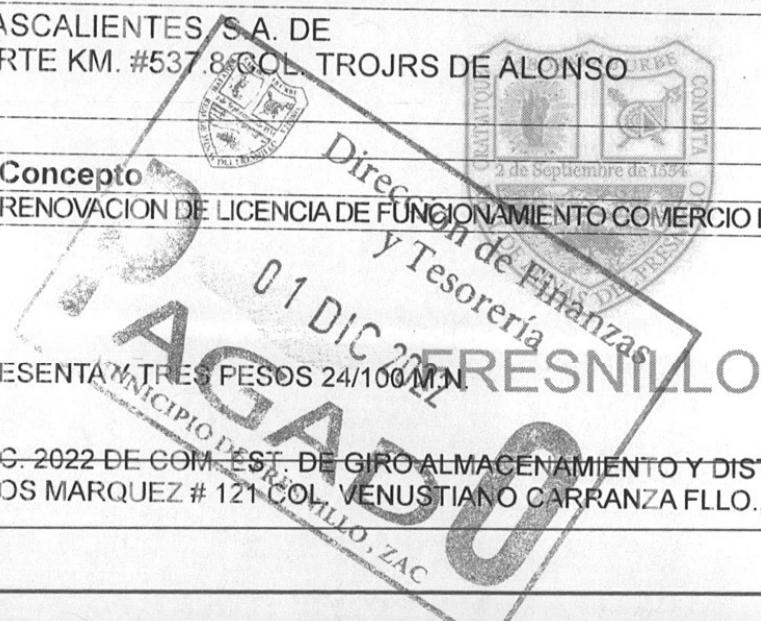 ASCALIENTES, S.A. DE
RTE KM. #537.8 COL. TROJRS DE ALONSO
2 de Septiembre de 1554
Concepto
RENOVACION DE LICENCIA DE FUNCIONAMIENTO COMERCIO
Dirección de Finanzas
y Tesorería
01 DIC 2022
PAGADO
MUNICIPIO DE FRESNILLO, ZAC
FRESNILLO
ESENTA Y TRES PESOS 24/100 M.N.
C. 2022 DE COM. EST. DE GIRO ALMACENAMIENTO Y DIST
OS MARQUEZ # 121 COL. VENUSTIANO CARRANZA FLLO.